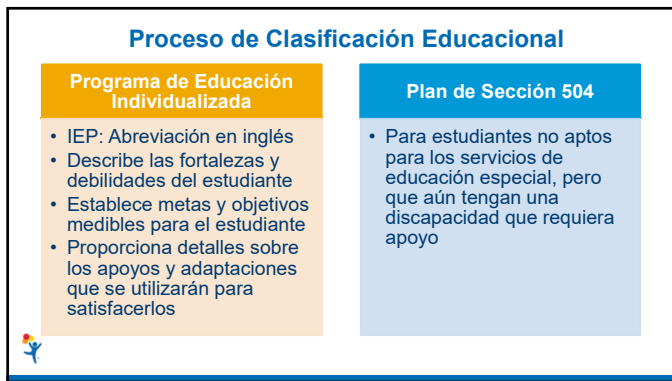 Proceso de Clasificación Educacional
Programa de Educación
Individualizada
• IEP: Abreviación en inglés
• Describe las fortalezas y
debilidades del estudiante
• Establece metas y objetivos
medibles para el estudiante
• Proporciona detalles sobre
los apoyos y adaptaciones
que se utilizarán para
satisfacerlos
Plan de Sección 504
• Para estudiantes no aptos
para los servicios de
educación especial, pero
que aún tengan una
discapacidad que requiera
apoyo